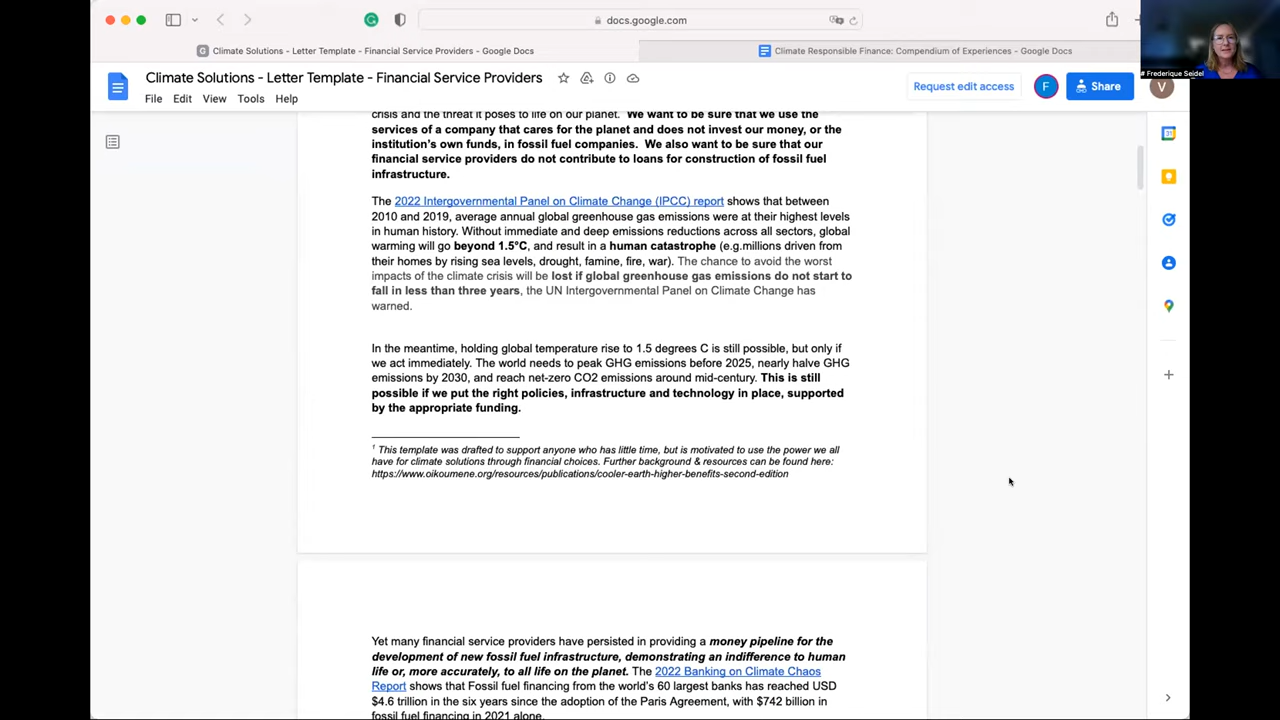 docs.google.com
Climate Solutions - Letter Template - Financial Service Providers - Google Docs
Climate Responsible Finance: Compendium of Experiences - Google Docs
# Frederique Seidel
Climate Solutions - Letter Template - Financial Service Providers
File Edit View Tools Help
Request edit access
F
Share
V
31
crisis and the threat it poses to life on our planet. We want to be sure that we use the
services of a company that cares for the planet and does not invest our money, or the
institution's own funds, in fossil fuel companies. We also want to be sure that our
financial service providers do not contribute to loans for construction of fossil fuel
infrastructure.
The 2022 Intergovernmental Panel on Climate Change (IPCC) report shows that between
2010 and 2019, average annual global greenhouse gas emissions were at their highest levels
in human history. Without immediate and deep emissions reductions across all sectors, global
warming will go beyond 1.5°C, and result in a human catastrophe (e.g.millions driven from
their homes by rising sea levels, drought, famine, fire, war). The chance to avoid the worst
impacts of the climate crisis will be lost if global greenhouse gas emissions do not start to
fall in less than three years, the UN Intergovernmental Panel on Climate Change has
warned.
In the meantime, holding global temperature rise to 1.5 degrees C is still possible, but only if
we act immediately. The world needs to peak GHG emissions before 2025, nearly halve GHG
emissions by 2030, and reach net-zero CO2 emissions around mid-century. This is still
possible if we put the right policies, infrastructure and technology in place, supported
by the appropriate funding.
1 This template was drafted to support anyone who has little time, but is motivated to use the power we all
have for climate solutions through financial choices. Further background & resources can be found here:
https://www.oikoumene.org/resources/publications/cooler-earth-higher-benefits-second-edition
Yet many financial service providers have persisted in providing a money pipeline for the
development of new fossil fuel infrastructure, demonstrating an indifference to human
life or, more accurately, to all life on the planet. The 2022 Banking on Climate Chaos
Report shows that Fossil fuel financing from the world's 60 largest banks has reached USD
$4.6 trillion in the six years since the adoption of the Paris Agreement, with $742 billion in
fossil fuel financing in 2021 alone.